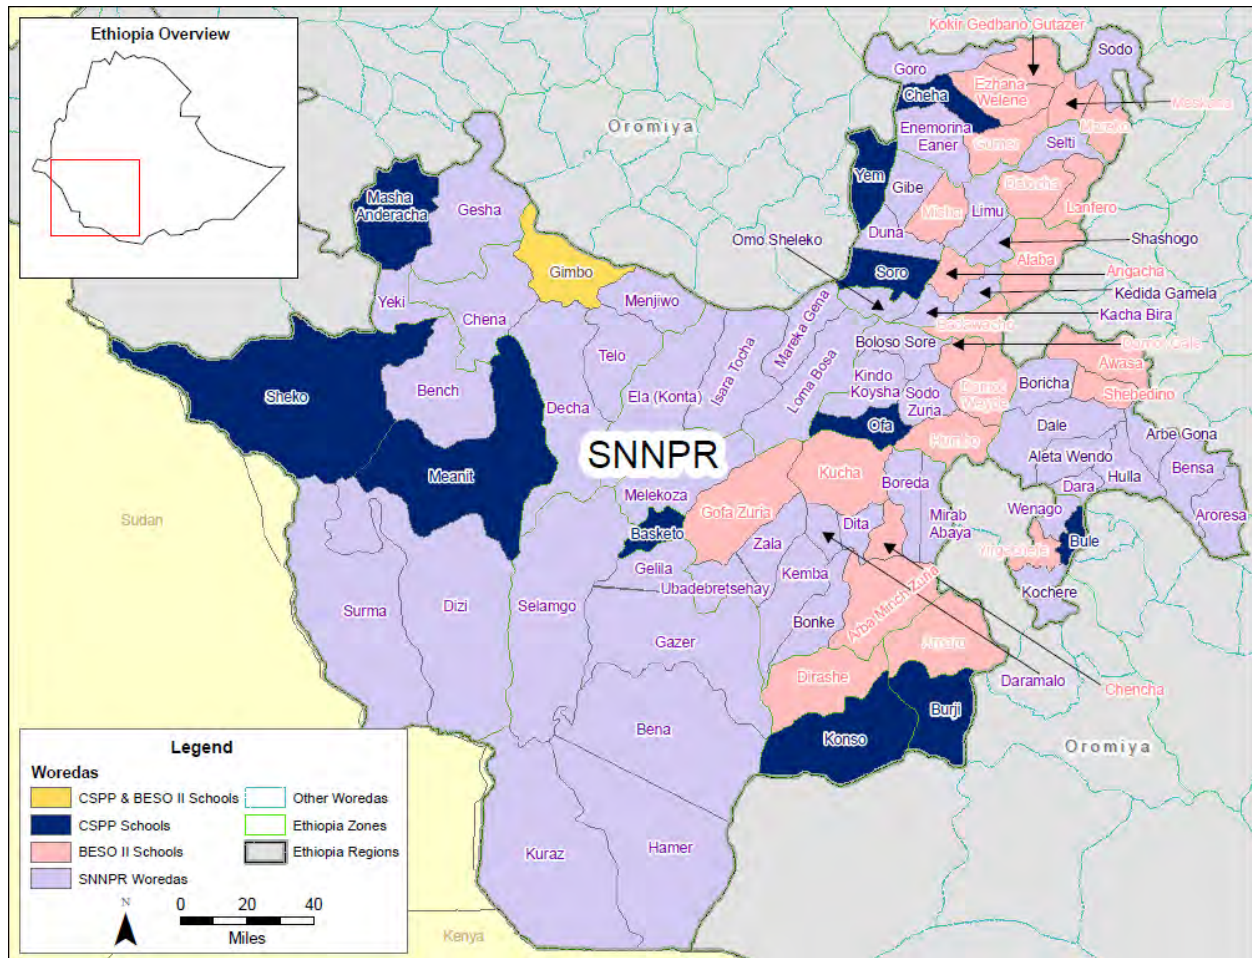 Ethiopia Overview
Kokir Gedbano Gutazer
Sodo
Goro
Cheha
Ezhana
Welene
Meskana
Mareko
Oromiya
Enemorina
Eaner
Gumer
Selti
Yem
Masha
Anderacha
Gesha
Gibe
Misha
Limu
Lanfero
Duna
Omo Sheleko
Shashogo
Gimbo
Soro
Alaba
Angacha
Yeki
Menjiwo
Kedida Gamela
Chena
Mareka Gena
Kacha Bira
Badawacho
Telo
Isara Tocha
Loma Bosa
Boloso Sore
Damot Gale
Awasa
Sheko
Bench
Decha
Ela (Konta)
Kindo
Koysha
Sodo
Zuria
Damot
Weyde
Boricha
Shebedino
Ofa
Humbo
Dale
Arbe Gona
SNNPR
Meanit
Kucha
Aleta Wendo
Hulla
Bensa
Melekoza
Boreda
Dara
Gofa Zuria
Mirab
Abaya
Wenago
Aroresa
Sudan
Basketo
Zala
Dita
Yirgachefe
Bule
Gelila
Ubadebretsehay
Kemba
Kochere
Surma
Dizi
Selamgo
Gazer
Bonke
Arba Minch Zuria
Amaro
Dirashe
Daramalo
Chencha
Bena
Konso
Burji
Oromiya
Kuraz
Hamer
Kenya
Legend
Woredas
CSPP & BESO II Schools
CSPP Schools
BESO II Schools
SNNPR Woredas
Other Woredas
Ethiopia Zones
Ethiopia Regions
N
0 20 40
Miles